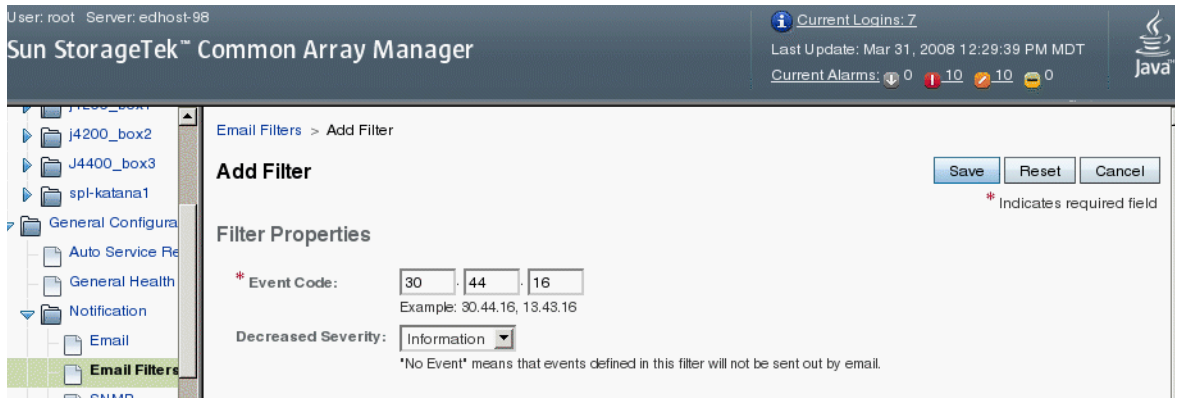 User: root Server: edhost-98
Sun StorageTek™ Common Array Manager
Current Logins: 7
Last Update: Mar 31, 2008 12:29:39 PM MDT
Current Alarms: 0 10 10 0
Java™
j4200_box2
J4400_box3
spl-katana1
General Configura
Auto Service Re
General Health
Notification
Email
Email Filters
SNMP
Email Filters > Add Filter
Add Filter
Save Reset Cancel
* Indicates required field
Filter Properties
* Event Code: 30 . 44 . 16
Example: 30.44.16, 13.43.16
Decreased Severity: Information
"No Event" means that events defined in this filter will not be sent out by email.